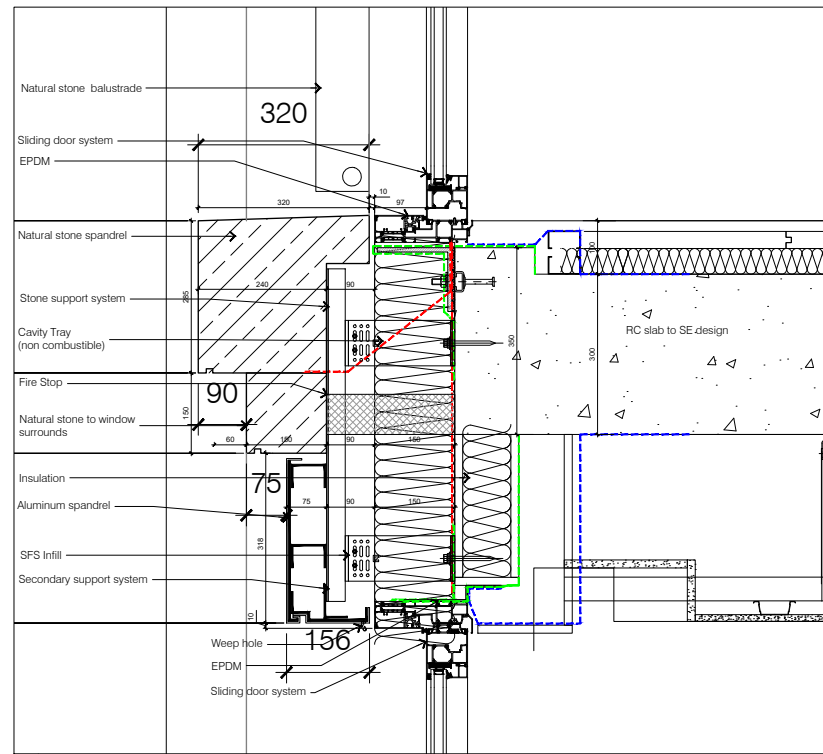 Natural stone balustrade
320
Sliding door system
EPDM
10
320
97
Natural stone spandrel
100
240
90
Stone support system
285
Cavity Tray
(non combustible)
350
300
RC slab to SE design
Fire Stop
90
Natural stone to window
surrounds
150
60
180
90
150
Insulation
75
Aluminum spandrel
75
90
150
318
SFS Infill
Secondary support system
10
156
Weep hole
EPDM
Sliding door system